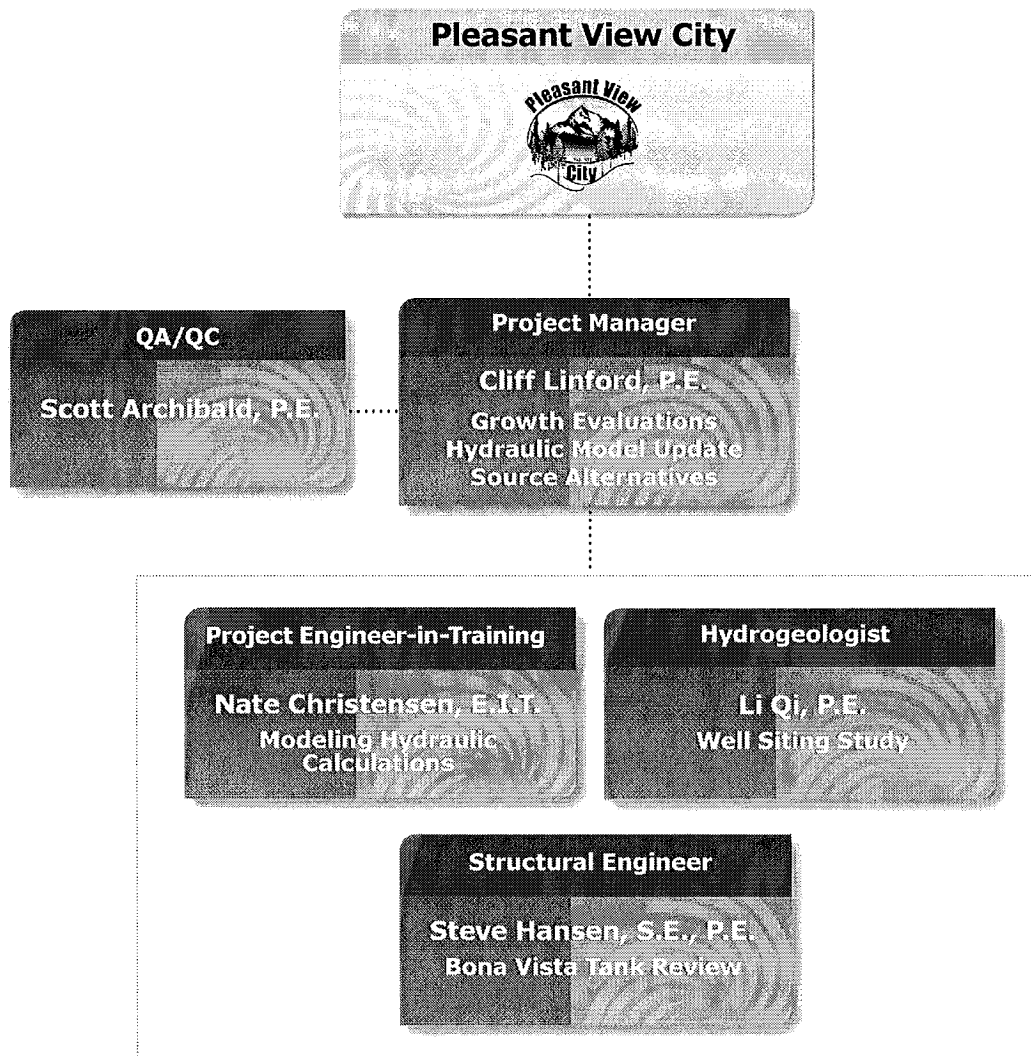 Pleasant View City
Pleasant View
City
QA/QC
Scott Archibald, P.E.
Project Manager
Cliff Linford, P.E.
Growth Evaluations
Hydraulic Model Update
Source Alternatives
Project Engineer-in-Training
Nate Christensen, E.I.T.
Modeling Hydraulic
Calculations
Hydrogeologist
Li Qi, P.E.
Well Siting Study
Structural Engineer
Steve Hansen, S.E., P.E.
Bona Vista Tank Review